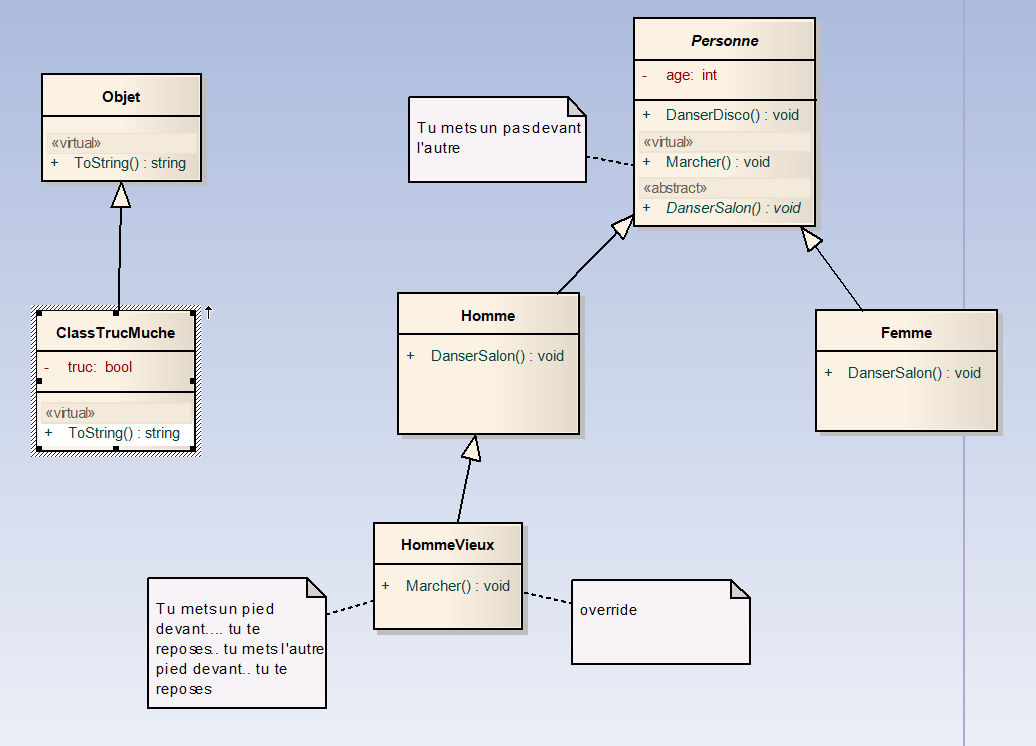 Objet
«virtual»
+ ToString() : string
ClassTrucMuche
- truc: bool
«virtual»
+ ToString() : string
Tu mets un pas devant
l'autre
Personne
- age: int
+ DanserDisco() : void
«virtual»
+ Marcher() : void
«abstract»
+ DanserSalon() : void
Homme
+ DanserSalon() : void
Femme
+ DanserSalon() : void
HommeVieux
+ Marcher() : void
Tu mets un pied
devant.... tu te
reposes.. tu mets l'autre
pied devant.. tu te
reposes
override